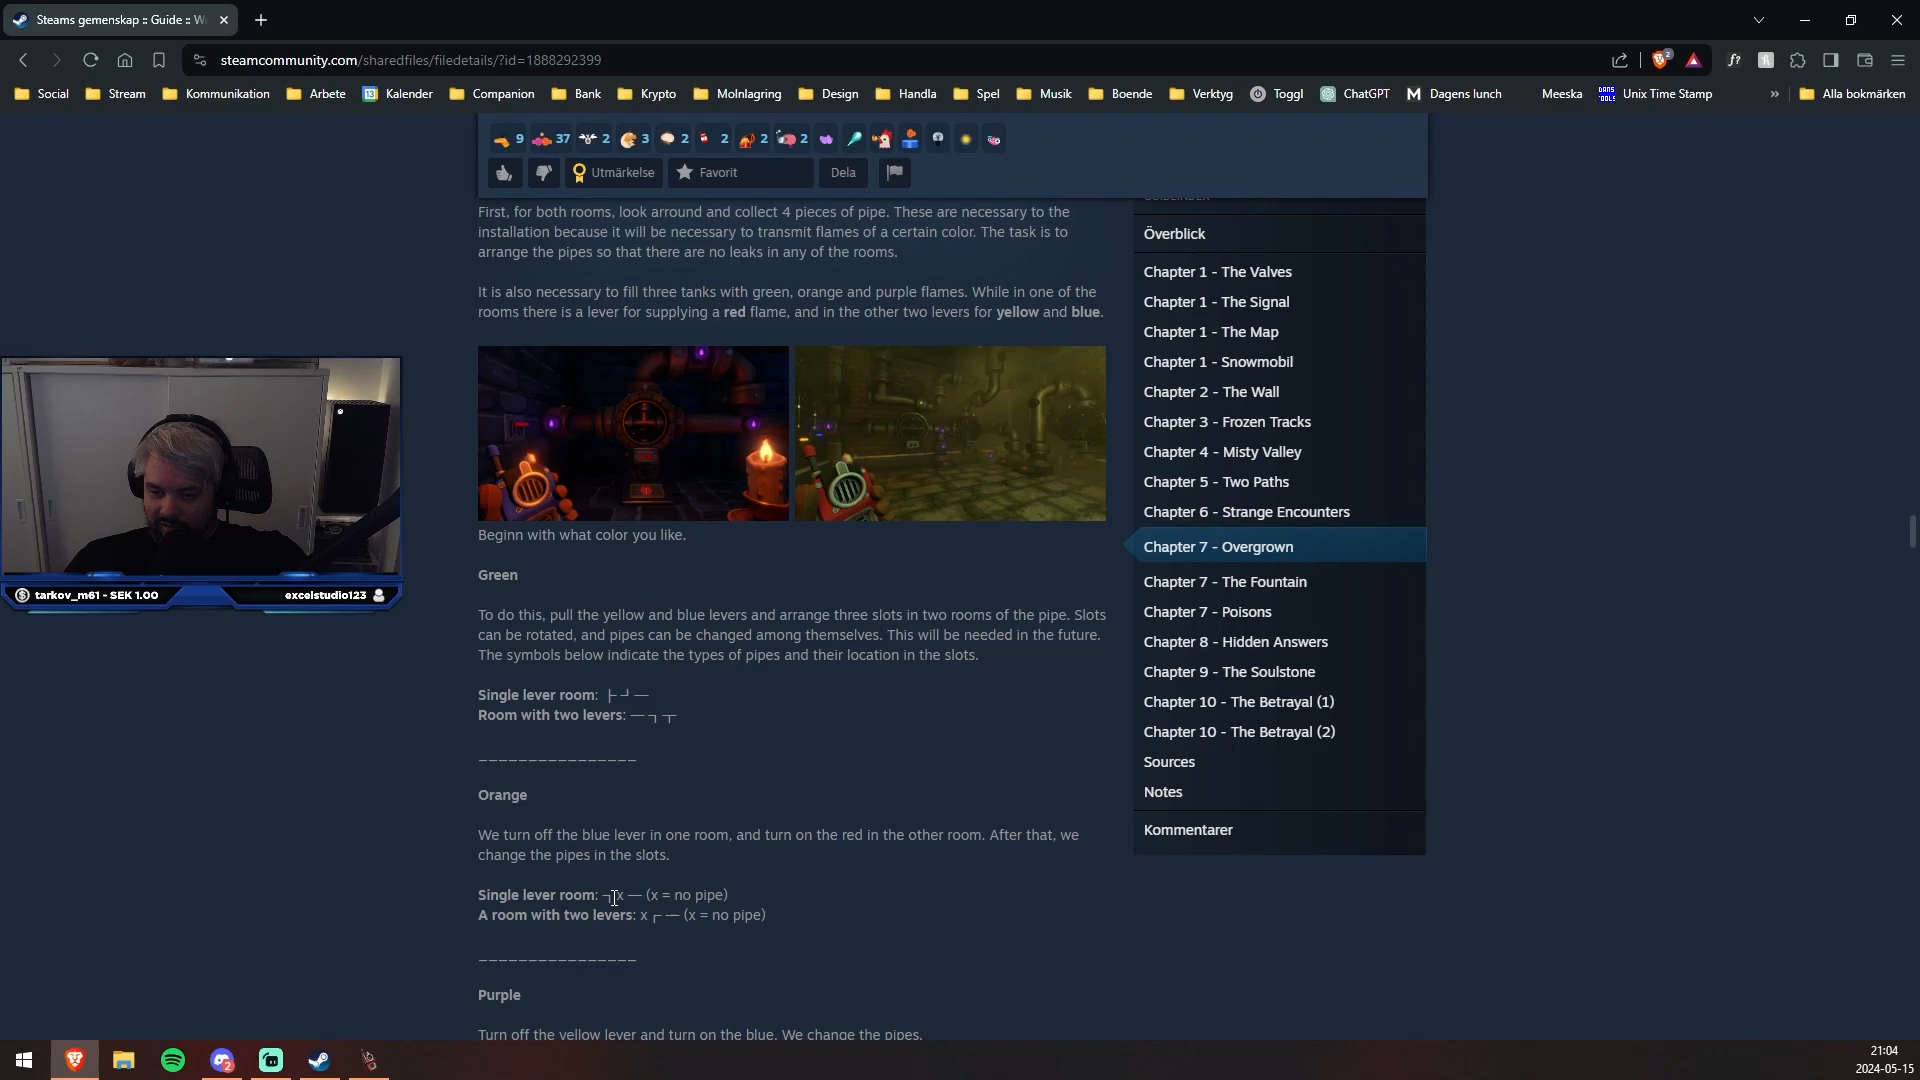 Steams gemenskap :: Guide :: W
steamcommunity.com/sharedfiles/filedetails/?id=1888292399
2
Social
Stream
Kommunikation
Arbete
Kalender
Companion
Bank
Krypto
Molnlagring
Design
Handla
Spel
Musik
Boende
Verktyg
Toggl
ChatGPT
Dagens lunch
Meeska
Unix Time Stamp
»
Alla bokmärken
9 37 2 3 2 2 2 2
Utmärkelse
Favorit
Dela
First, for both rooms, look arround and collect 4 pieces of pipe. These are necessary to the
installation because it will be necessary to transmit flames of a certain color. The task is to
arrange the pipes so that there are no leaks in any of the rooms.
It is also necessary to fill three tanks with green, orange and purple flames. While in one of the
rooms there is a lever for supplying a red flame, and in the other two levers for yellow and blue.
Beginn with what color you like.
Green
To do this, pull the yellow and blue levers and arrange three slots in two rooms of the pipe. Slots
can be rotated, and pipes can be changed among themselves. This will be needed in the future.
The symbols below indicate the types of pipes and their location in the slots.
Single lever room: ├ ┘ —
Room with two levers: — ┐ ┬
________________
Orange
We turn off the blue lever in one room, and turn on the red in the other room. After that, we
change the pipes in the slots.
Single lever room: ┐ x — (x = no pipe)
A room with two levers: x ┌ — (x = no pipe)
________________
Purple
Turn off the yellow lever and turn on the blue. We change the pipes.
Överblick
Chapter 1 - The Valves
Chapter 1 - The Signal
Chapter 1 - The Map
Chapter 1 - Snowmobil
Chapter 2 - The Wall
Chapter 3 - Frozen Tracks
Chapter 4 - Misty Valley
Chapter 5 - Two Paths
Chapter 6 - Strange Encounters
Chapter 7 - Overgrown
Chapter 7 - The Fountain
Chapter 7 - Poisons
Chapter 8 - Hidden Answers
Chapter 9 - The Soulstone
Chapter 10 - The Betrayal (1)
Chapter 10 - The Betrayal (2)
Sources
Notes
Kommentarer
tarkov_m61 - SEK 1.00
excelstudio123
2
21:04
2024-05-15